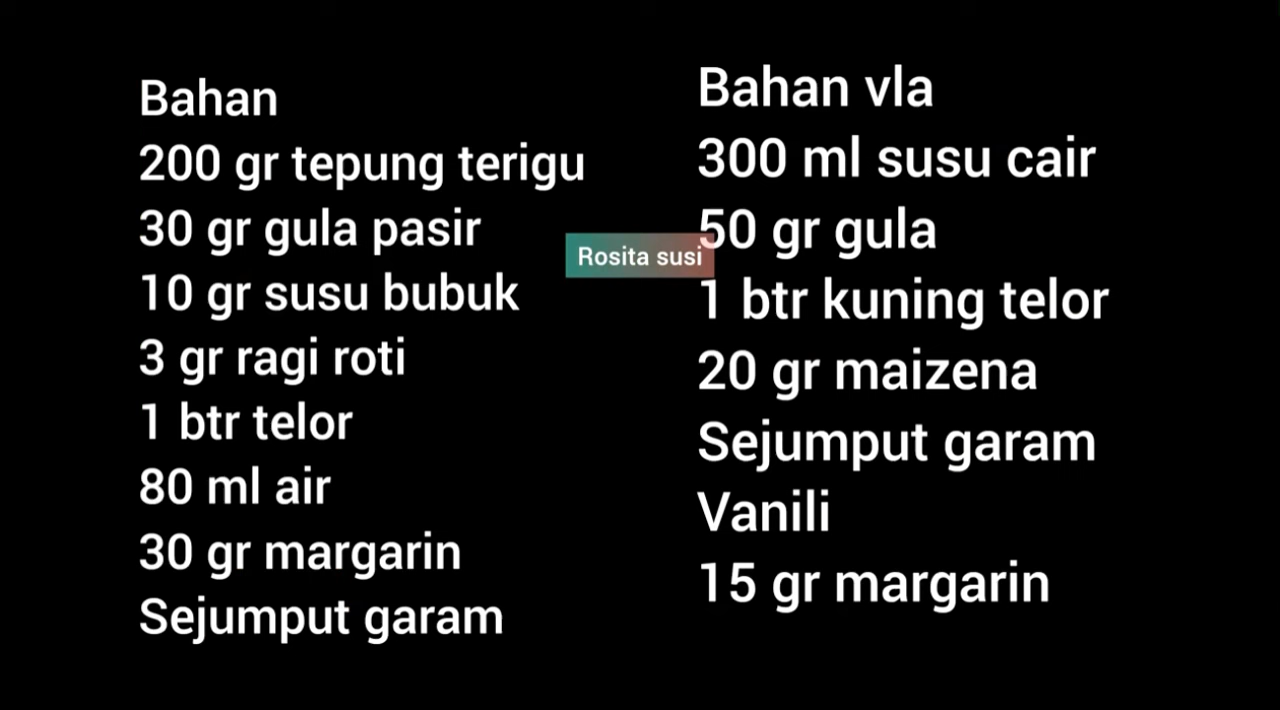 Bahan
200 gr tepung terigu
30 gr gula pasir
10 gr susu bubuk
3 gr ragi roti
1 btr telor
80 ml air
30 gr margarin
Sejumput garam
Rosita susi
Bahan vla
300 ml susu cair
50 gr gula
1 btr kuning telor
20 gr maizena
Sejumput garam
Vanili
15 gr margarin